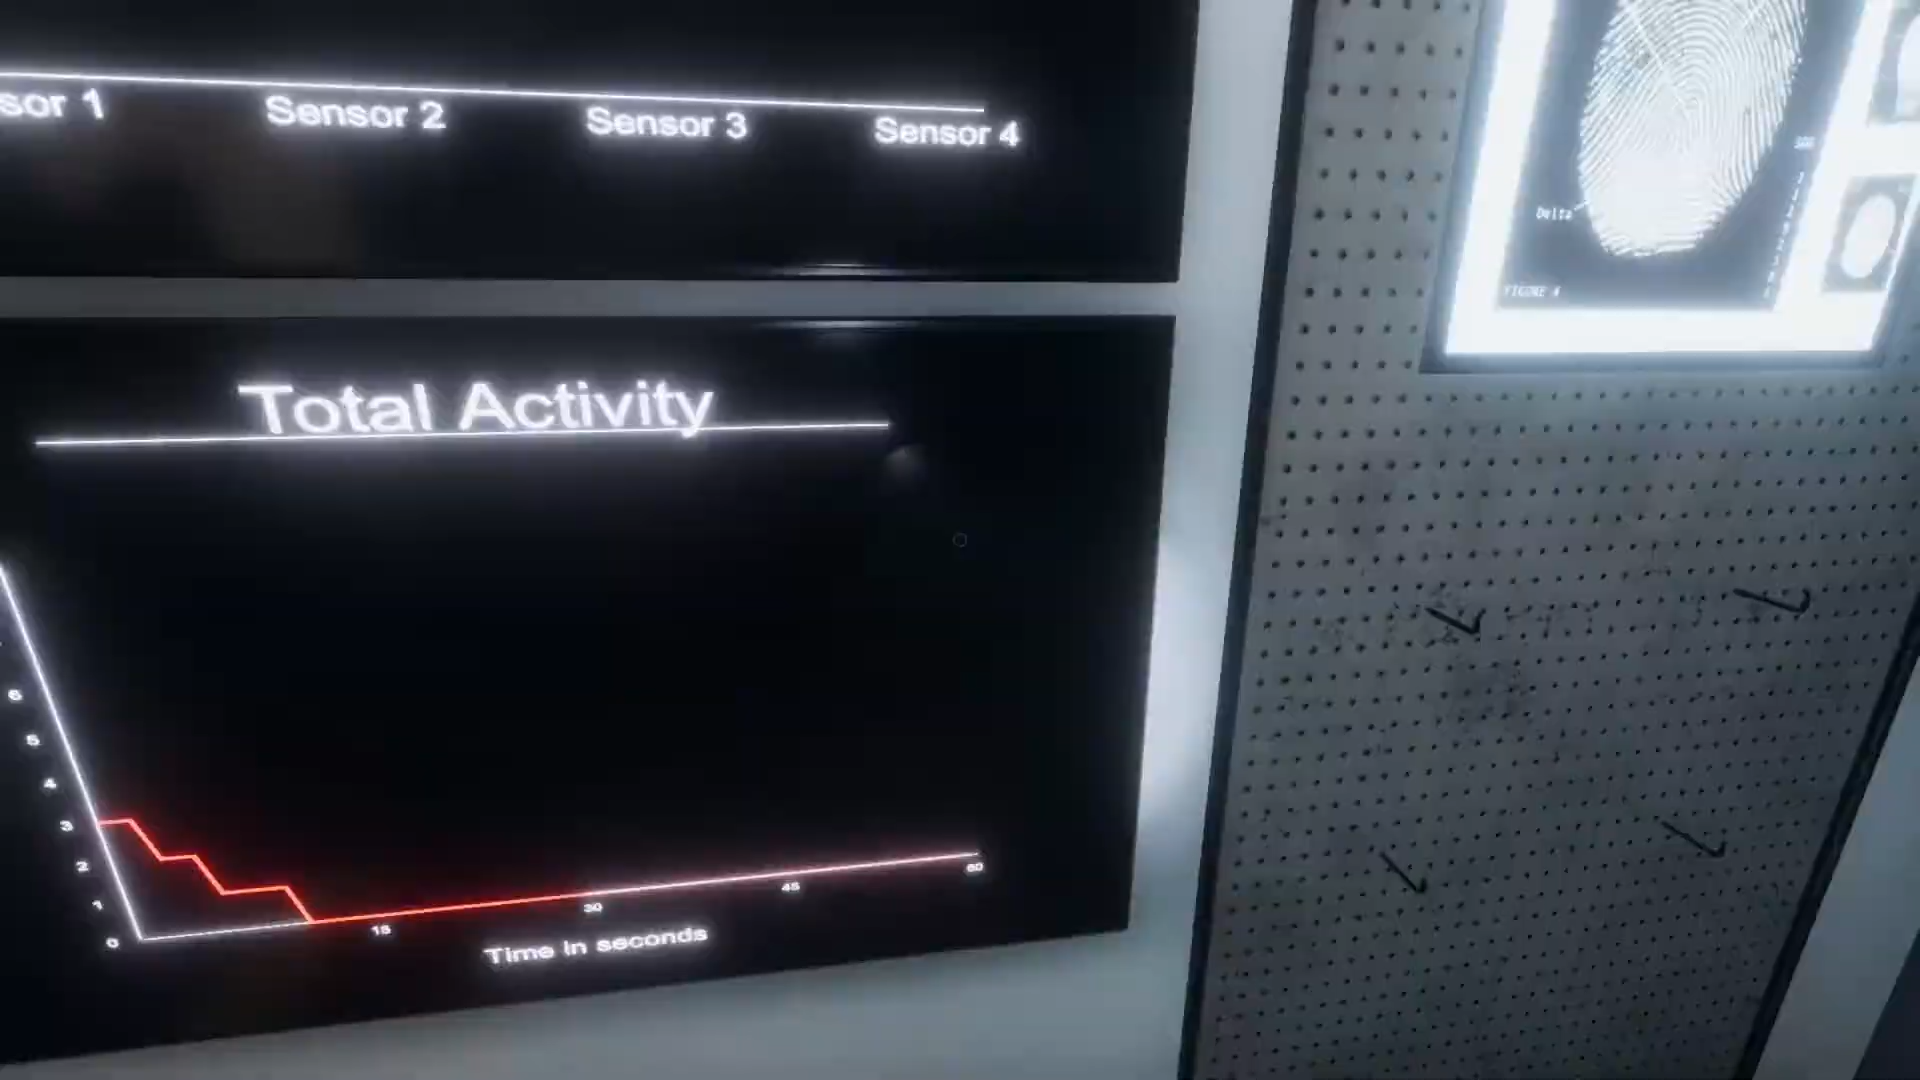 sor 1
Sensor 2
Sensor 3
Sensor 4
Total Activity
6
5
4
3
2
1
0
15
30
45
60
Time in seconds
Delta
FIGURE 4